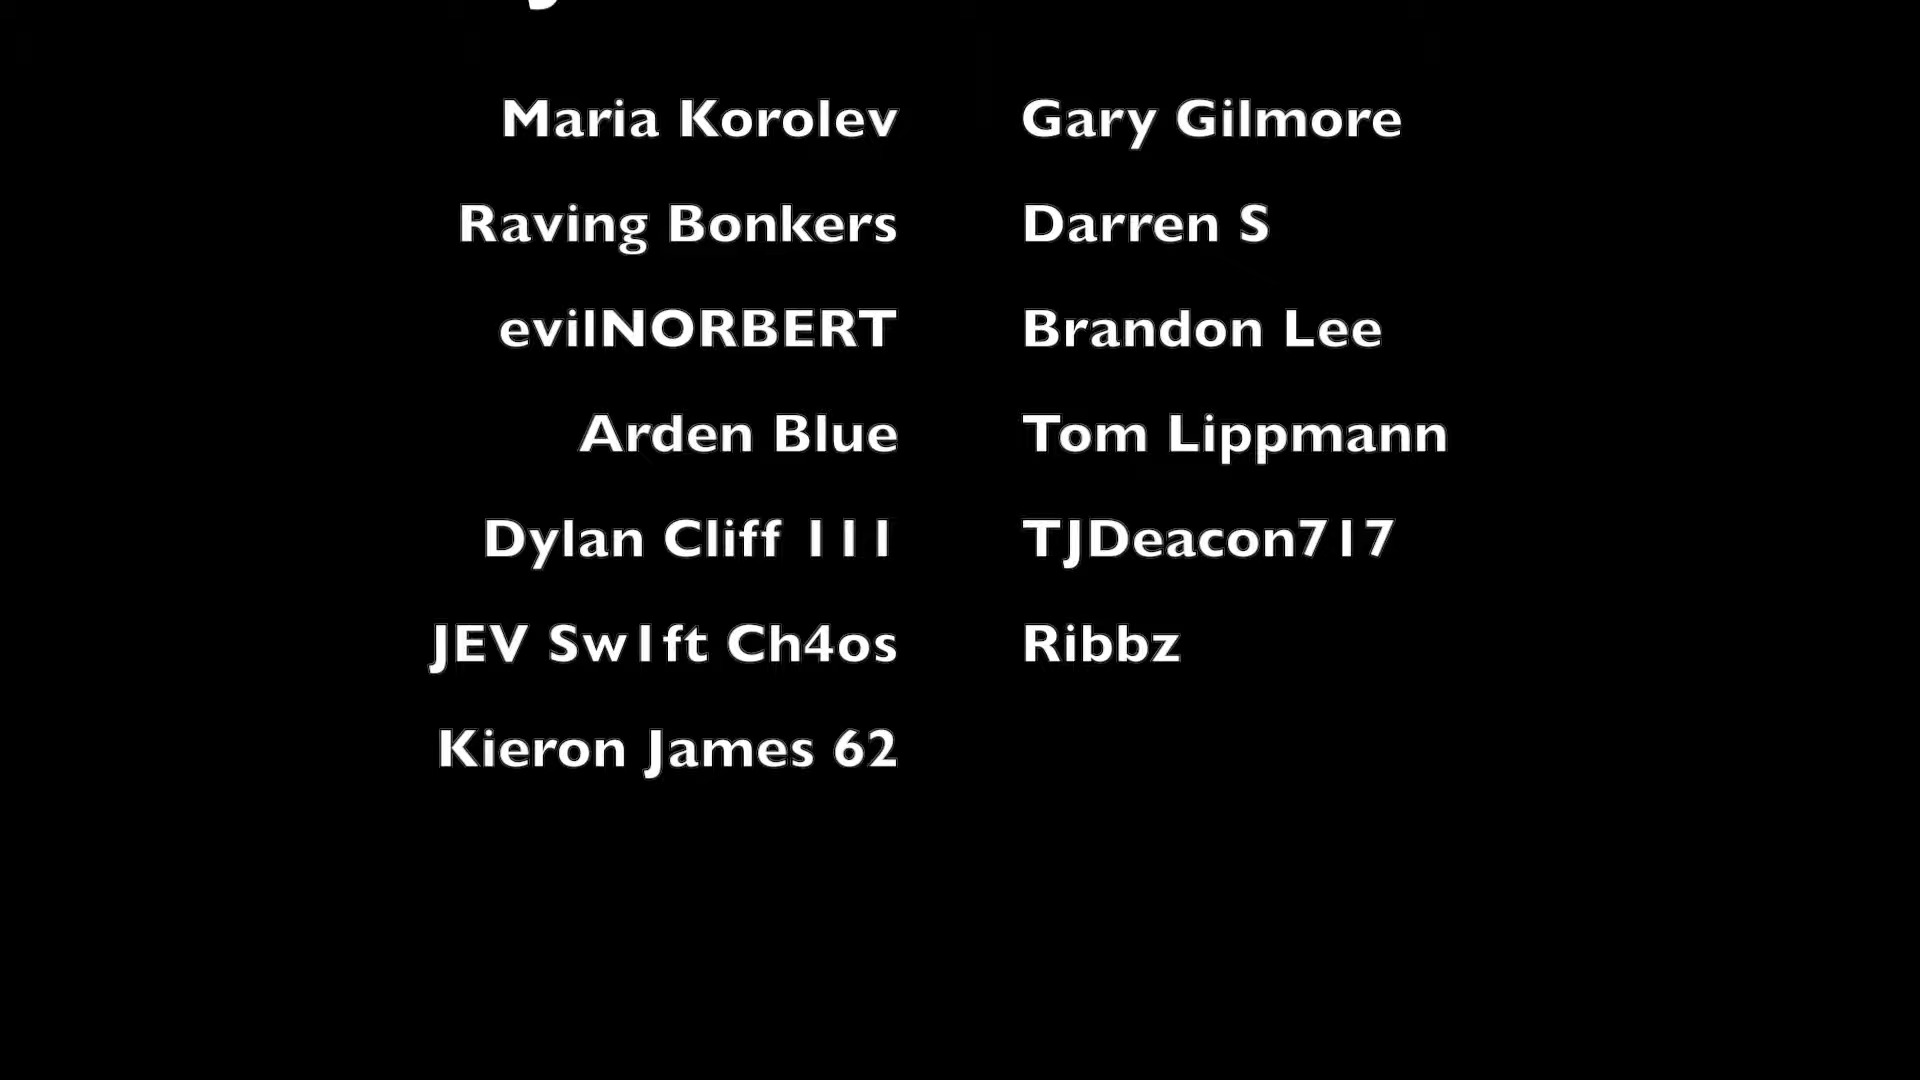 Maria Korolev Gary Gilmore
Raving Bonkers Darren S
evilNORBERT Brandon Lee
Arden Blue Tom Lippmann
Dylan Cliff 111 TJDeacon717
JEV Sw1ft Ch4os Ribbz
Kieron James 62